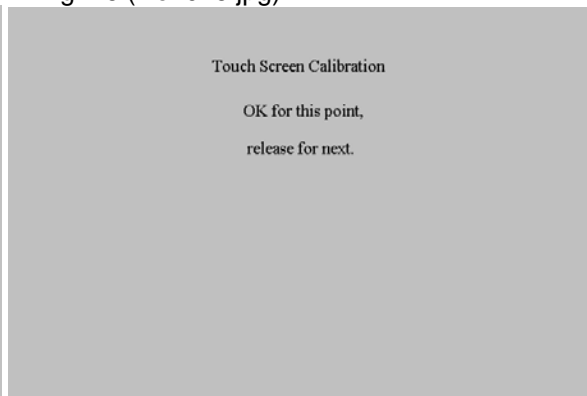 Touch Screen Calibration
OK for this point,
release for next.